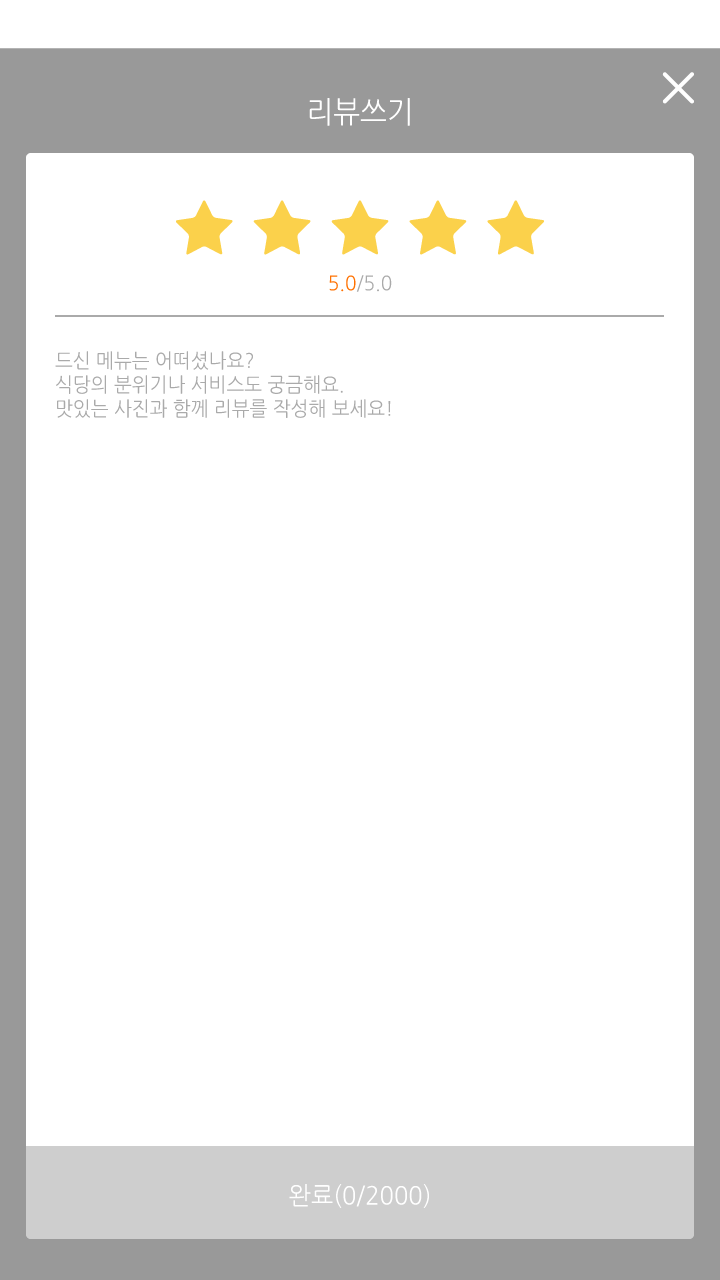 리뷰쓰기
5.0/5.0
드신 메뉴는 어떠셨나요?
식당의 분위기나 서비스도 궁금해요.
맛있는 사진과 함께 리뷰를 작성해 보세요!
완료(0/2000)